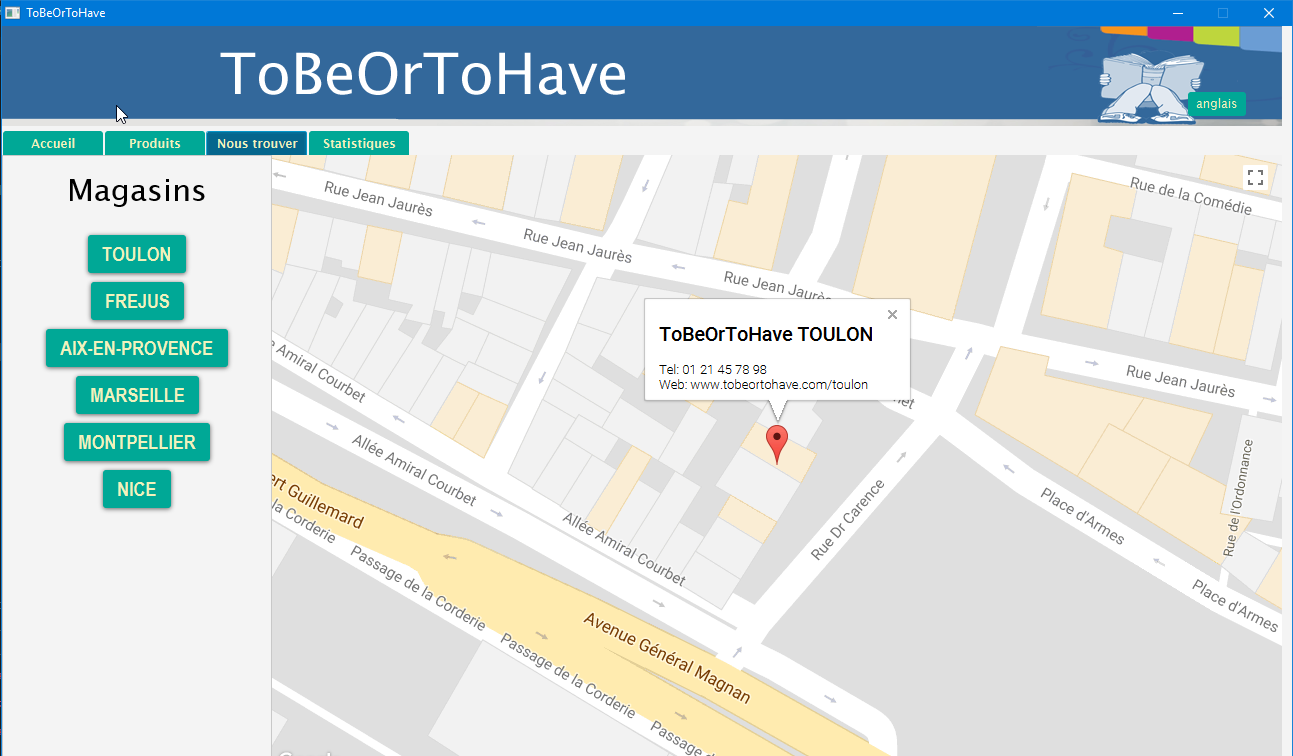 ToBeOrToHave
ToBeOrToHave
anglais
Accueil
Produits
Nous trouver
Statistiques
Magasins
TOULON
FREJUS
AIX-EN-PROVENCE
MARSEILLE
MONTPELLIER
NICE
Rue Jean Jaurès
Rue Jean Jaurès
Rue Jean Jaurès
Rue de la Comédie
ToBeOrToHave TOULON
Tel: 01 21 45 78 98
Web: www.tobeortohave.com/toulon
Amiral Courbet
Rue Jean Jaurès
Allée Amiral Courbet
Rue Dr Carence
Place d'Armes
Rue de l'Ordonnance
Guillemard
la Corderie
Allée Amiral Courbet
Passage de la Corderie
Place d'Armes
Avenue Général Magnan
Passage de la Corderie
Passage de la Corderie